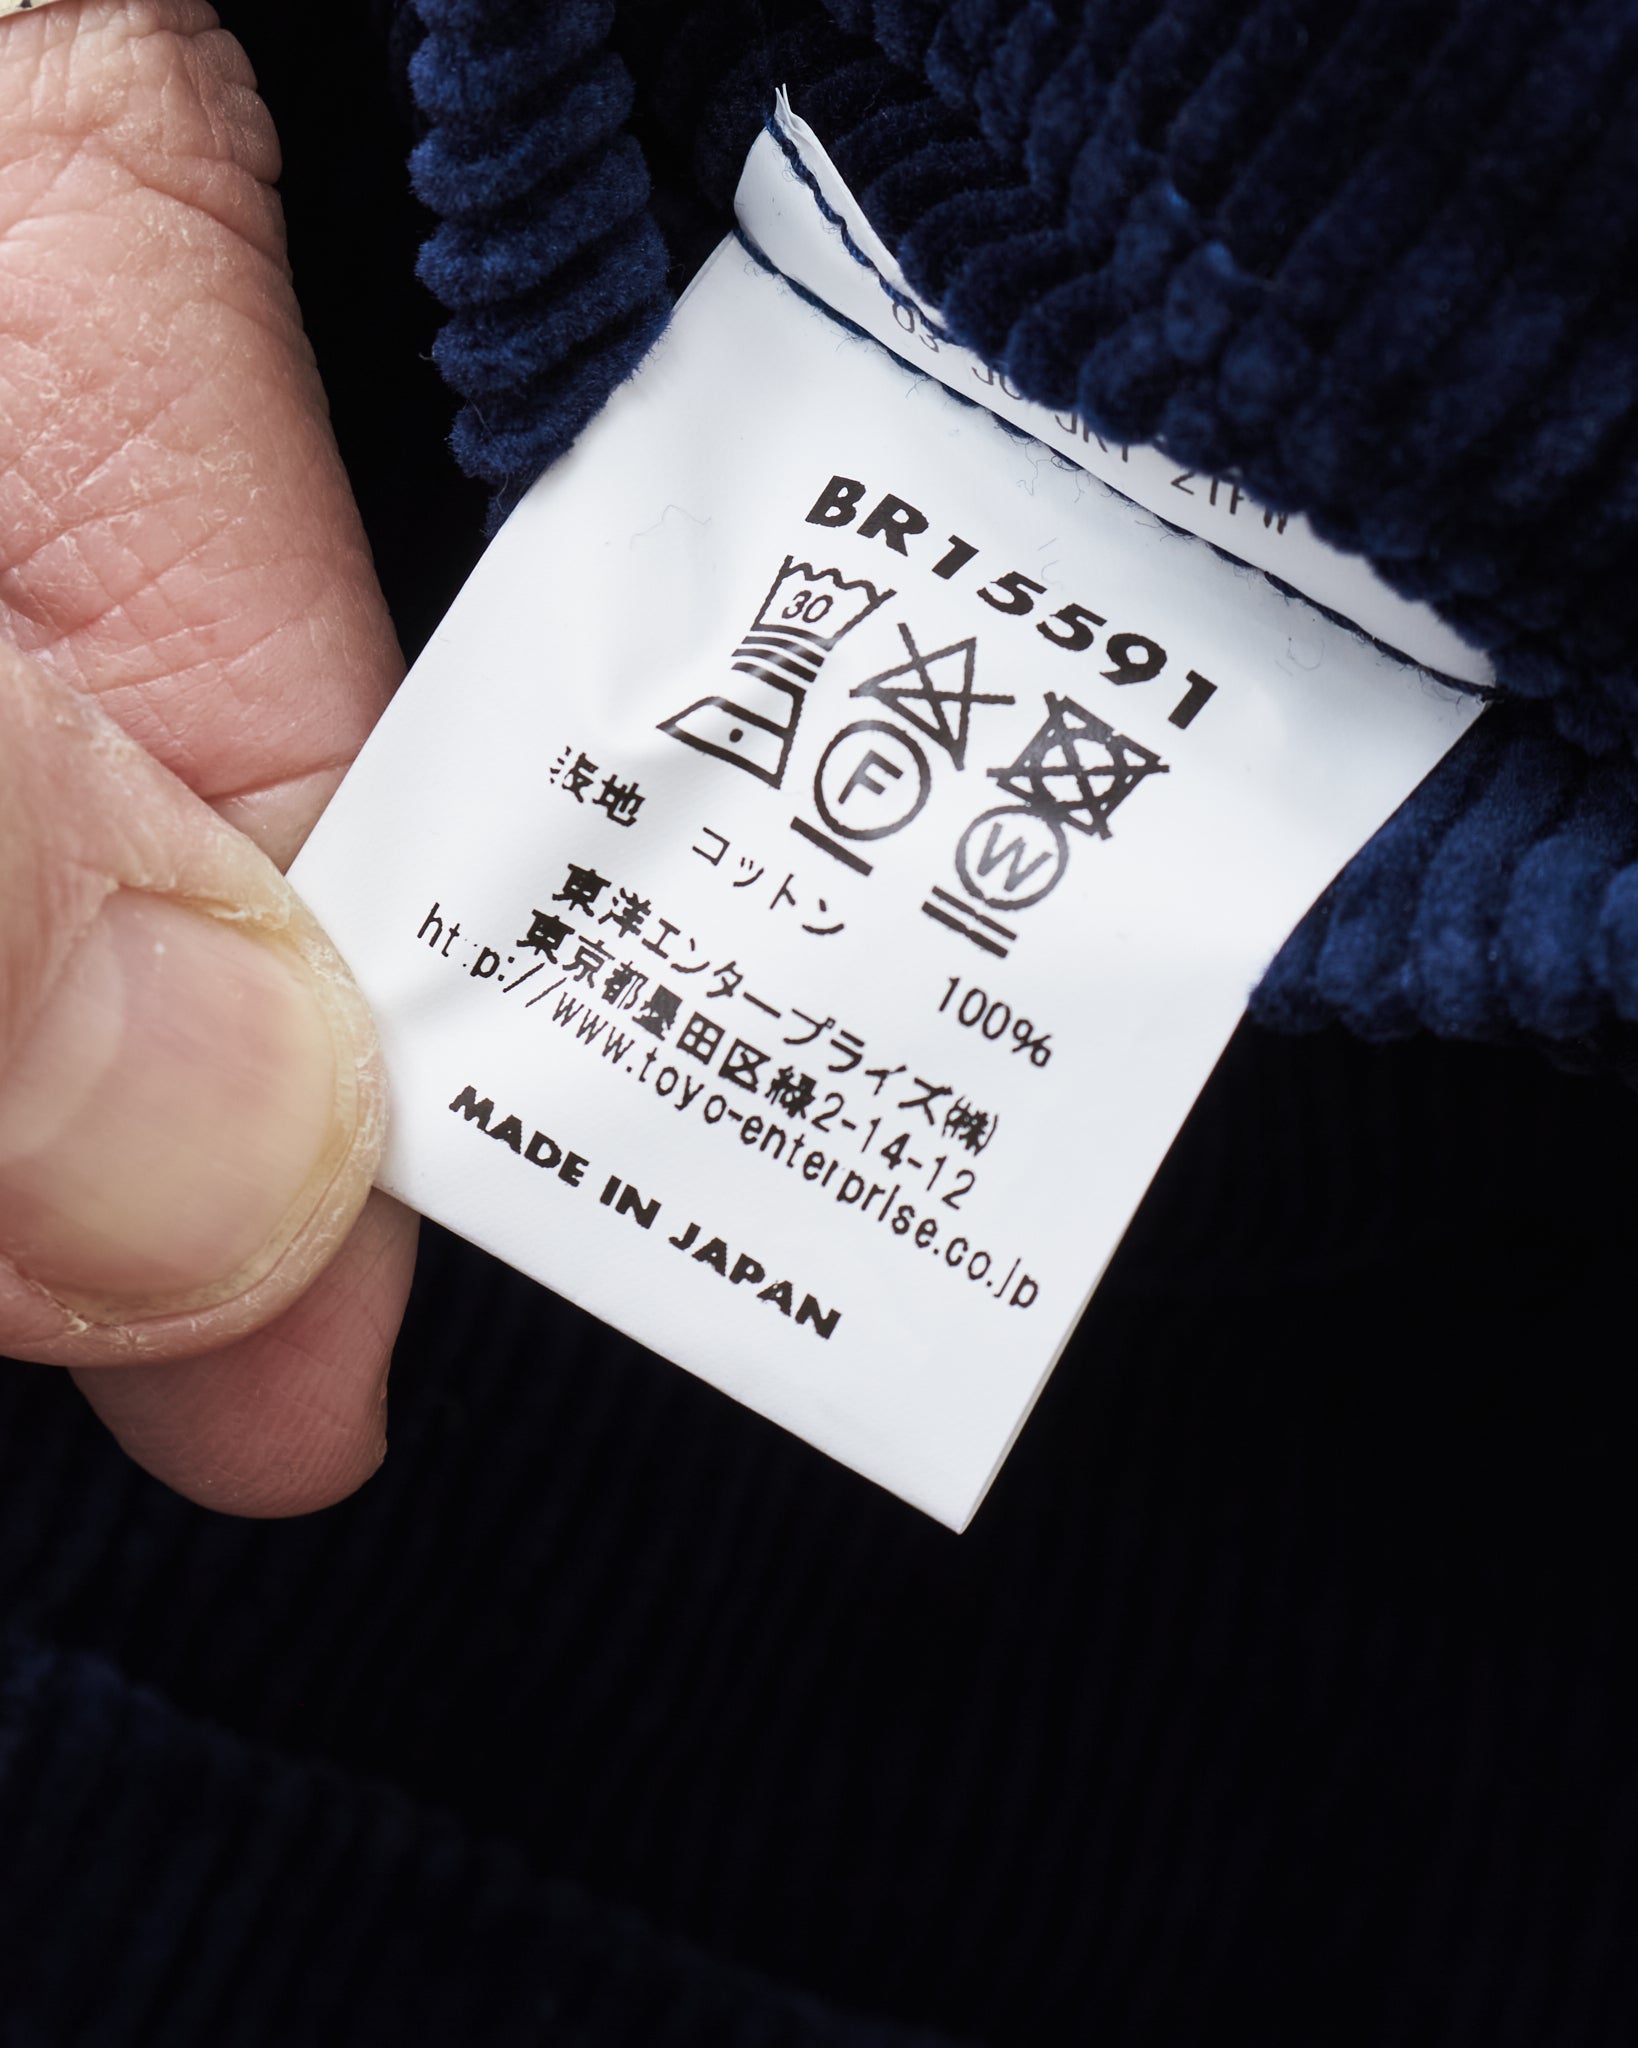 BR15591
30
F
W
表地 コットン 100%
東洋エンタープライズ㈱
東京都墨田区緑2-14-12
http://www.toyo-enterprise.co.jp
MADE IN JAPAN